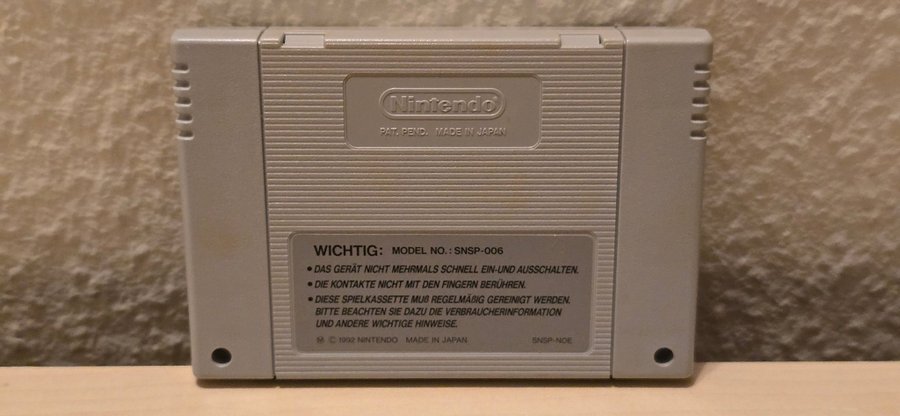 Nintendo®
PAT. PEND. MADE IN JAPAN
WICHTIG: MODEL NO.: SNSP-006
• DAS GERÄT NICHT MEHRMALS SCHNELL EIN-UND AUSSCHALTEN.
• DIE KONTAKTE NICHT MIT DEN FINGERN BERÜHREN.
• DIESE SPIELKASSETTE MUß REGELMÄßIG GEREINIGT WERDEN.
BITTE BEACHTEN SIE DAZU DIE VERBRAUCHERINFORMATION
UND ANDERE WICHTIGE HINWEISE.
Ⓜ © 1992 NINTENDO MADE IN JAPAN SNSP-NOE